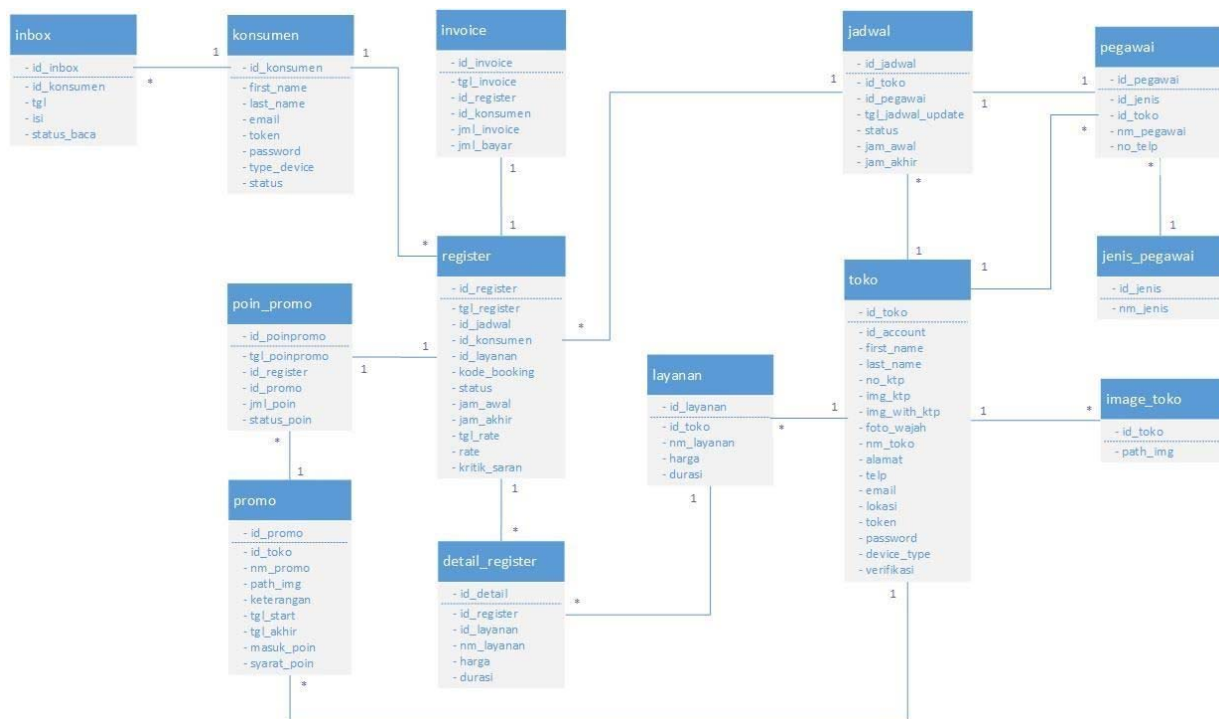 inbox
- id_inbox
- id_konsumen
- tgl
- isi
- status_baca
1
*
konsumen
- id_konsumen
- first_name
- last_name
- email
- token
- password
- type_device
- status
1
*
invoice
- id_invoice
- tgl_invoice
- id_register
- id_konsumen
- jml_invoice
- jml_bayar
1
1
jadwal
- id_jadwal
- id_toko
- id_pegawai
- tgl_jadwal_update
- status
- jam_awal
- jam_akhir
1
1
1
*
pegawai
- id_pegawai
- id_jenis
- id_toko
- nm_pegawai
- no_telp
*
*
1
jenis_pegawai
- id_jenis
- nm_jenis
register
- id_register
- tgl_register
- id_jadwal
- id_konsumen
- id_layanan
- kode_booking
- status
- jam_awal
- jam_akhir
- tgl_rate
- rate
- kritik_saran
*
1
1
1
*
poin_promo
- id_poinpromo
- tgl_poinpromo
- id_register
- id_promo
- jml_poin
- status_poin
*
1
promo
- id_promo
- id_toko
- nm_promo
- path_img
- keterangan
- tgl_start
- tgl_akhir
- masuk_poin
- syarat_poin
*
detail_register
- id_detail
- id_register
- id_layanan
- nm_layanan
- harga
- durasi
*
layanan
- id_layanan
- id_toko
- nm_layanan
- harga
- durasi
1
*
1
toko
- id_toko
- id_account
- first_name
- last_name
- no_ktp
- img_ktp
- img_with_ktp
- foto_wajah
- nm_toko
- alamat
- telp
- email
- lokasi
- token
- password
- device_type
- verifikasi
1
1
1
1
*
image_toko
- id_toko
- path_img